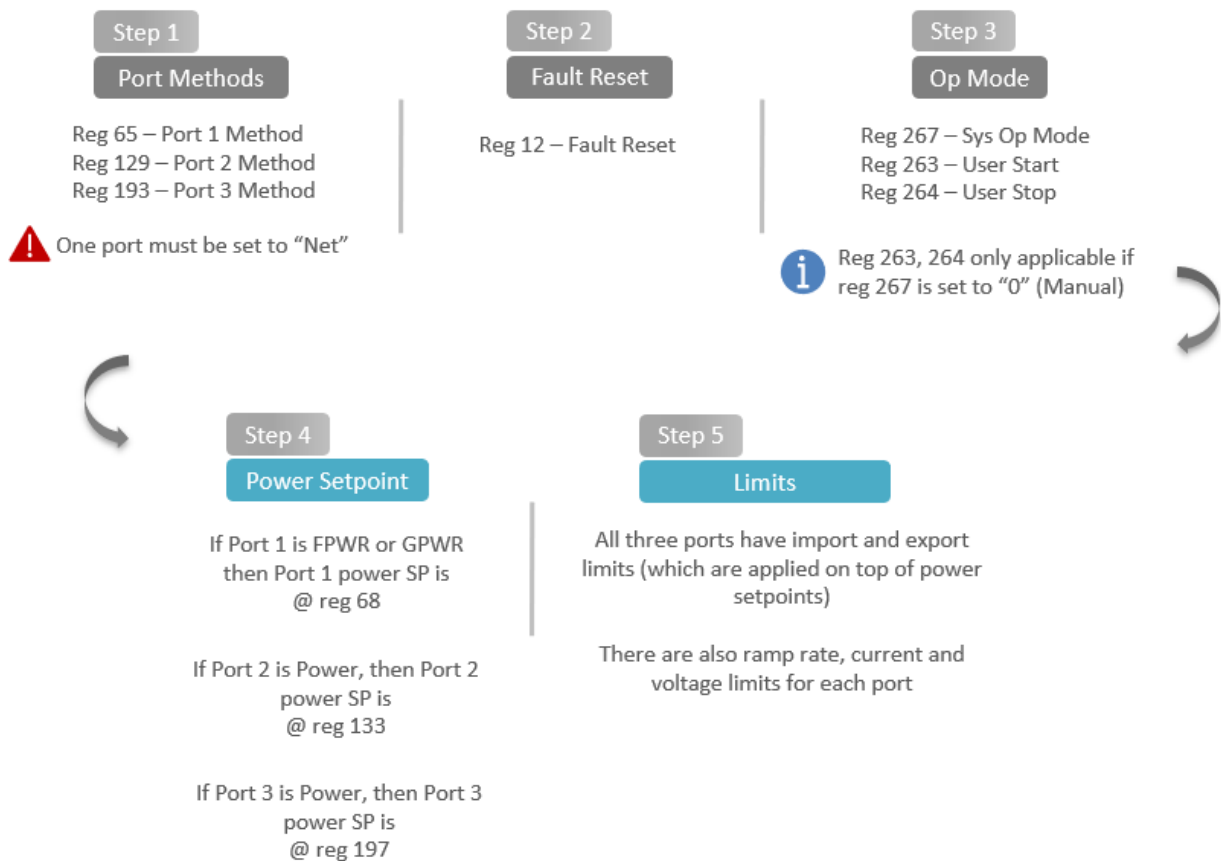 Step 1
Port Methods
Reg 65 – Port 1 Method
Reg 129 – Port 2 Method
Reg 193 – Port 3 Method
One port must be set to “Net”
Step 2
Fault Reset
Reg 12 – Fault Reset
Step 3
Op Mode
Reg 267 – Sys Op Mode
Reg 263 – User Start
Reg 264 – User Stop
i
Reg 263, 264 only applicable if
reg 267 is set to “0” (Manual)
Step 4
Power Setpoint
If Port 1 is FPWR or GPWR
then Port 1 power SP is
@ reg 68
If Port 2 is Power, then Port 2
power SP is
@ reg 133
If Port 3 is Power, then Port 3
power SP is
@ reg 197
Step 5
Limits
All three ports have import and export
limits (which are applied on top of power
setpoints)
There are also ramp rate, current and
voltage limits for each port